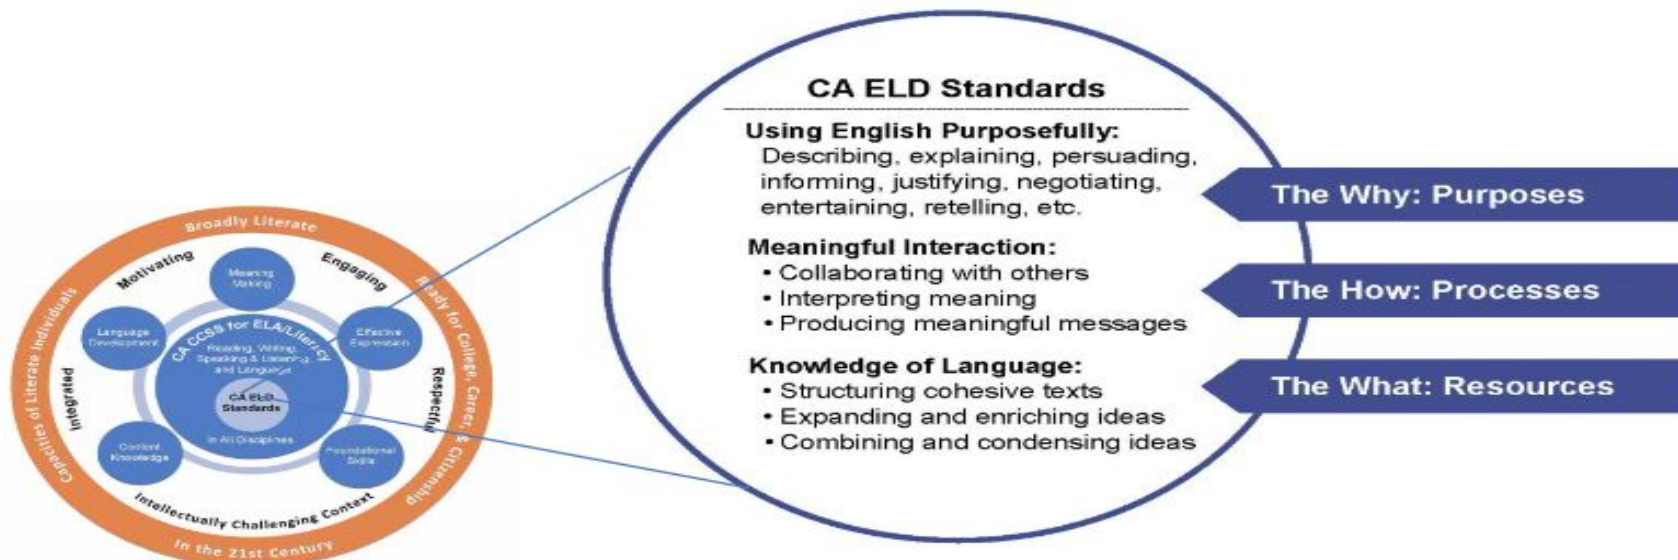 CA ELD Standards
Using English Purposefully:
Describing, explaining, persuading,
informing, justifying, negotiating,
entertaining, retelling, etc.
Meaningful Interaction:
• Collaborating with others
• Interpreting meaning
• Producing meaningful messages
Knowledge of Language:
• Structuring cohesive texts
• Expanding and enriching ideas
• Combining and condensing ideas
The Why: Purposes
The How: Processes
The What: Resources
Broadly Literate
Ready for College, Career, & Citizenship
In the 21st Century
Capacities of Literate Individuals
Motivating
Engaging
Respectful
Intellectually Challenging Context
Integrated
Meaning
Making
Effective
Expression
Foundational
Skills
Content
Knowledge
Language
Development
CA CCSS for ELA/Literacy
Reading, Writing,
Speaking & Listening,
and Language
CA ELD
Standards
In All Disciplines